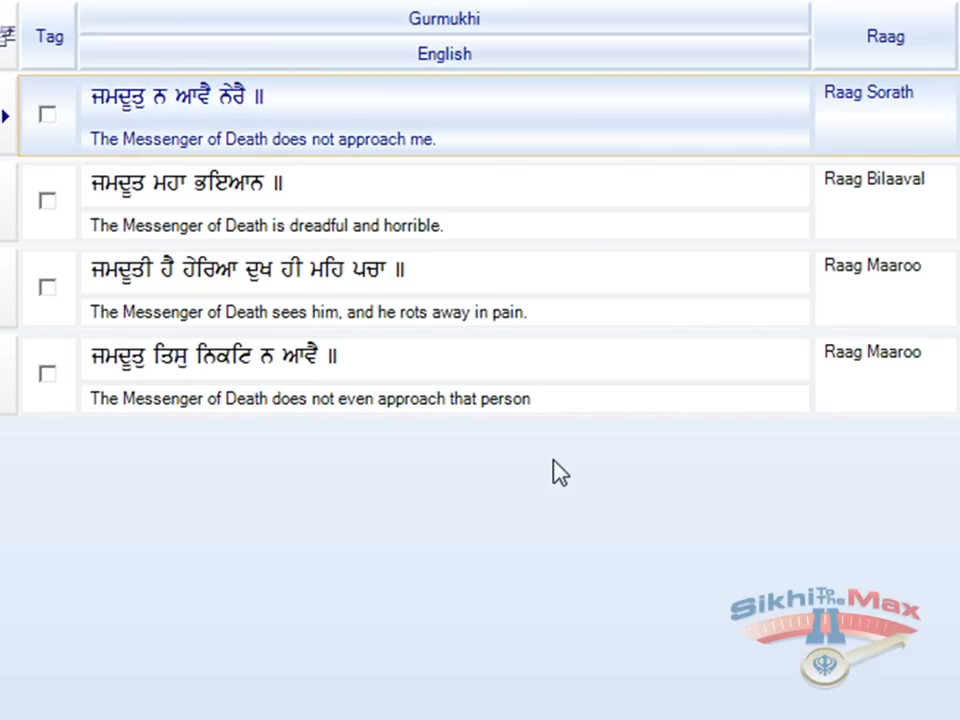 Tag
Gurmukhi
English
Raag
ਜਮਦੂਤੁ ਨ ਆਵੈ ਨੇਰੈ ॥
The Messenger of Death does not approach me.
Raag Sorath
ਜਮਦੂਤ ਮਹਾ ਭਇਆਨ ॥
The Messenger of Death is dreadful and horrible.
Raag Bilaaval
ਜਮਦੂਤੀ ਹੈ ਹੇਰਿਆ ਦੁਖ ਹੀ ਮਹਿ ਪਚਾ ॥
The Messenger of Death sees him, and he rots away in pain.
Raag Maaroo
ਜਮਦੂਤੁ ਤਿਸੁ ਨਿਕਟਿ ਨ ਆਵੈ ॥
The Messenger of Death does not even approach that person
Raag Maaroo
Sikhi To The Max
II